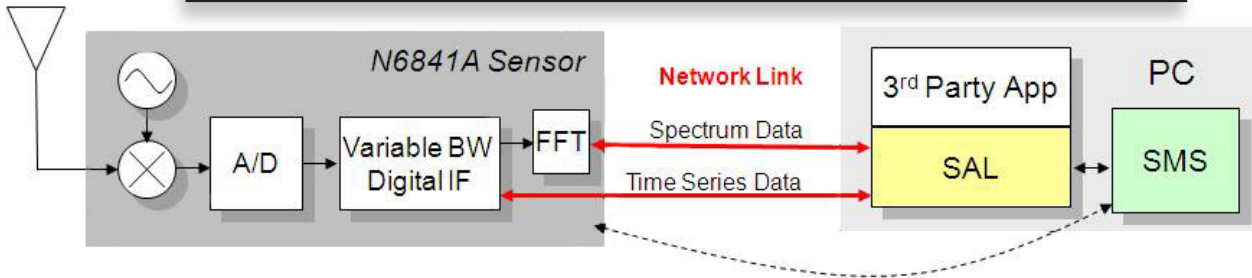 N6841A Sensor
A/D
Variable BW
Digital IF
FFT
Network Link
Spectrum Data
Time Series Data
3rd Party App
SAL
PC
SMS